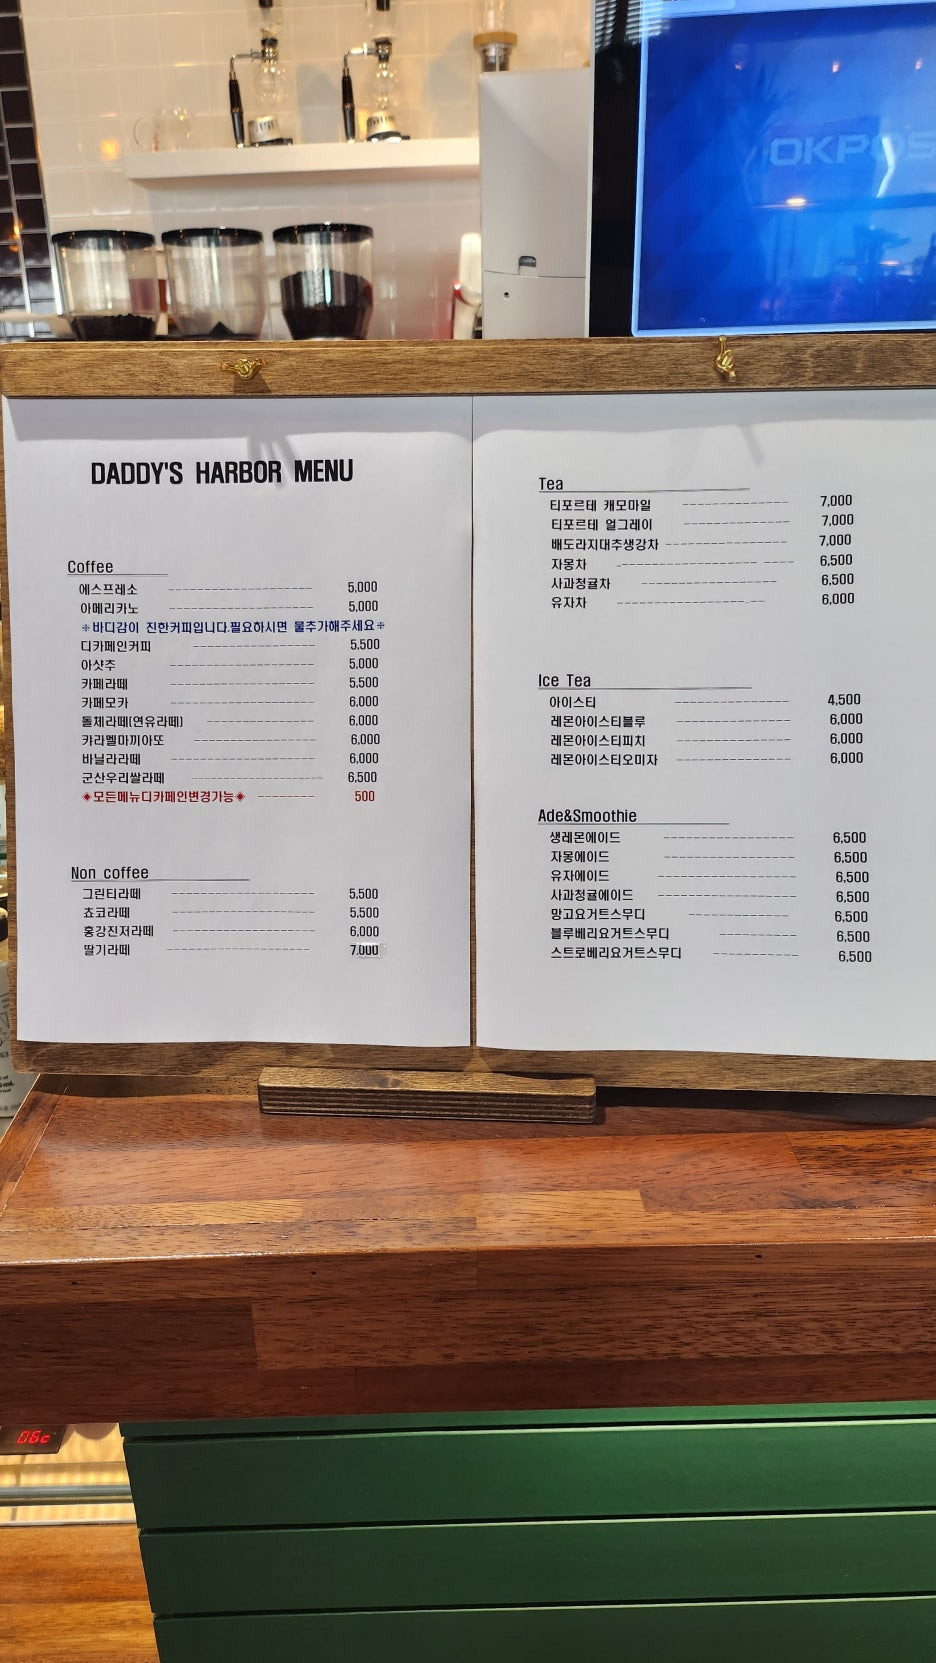 OKPOS
DADDY'S HARBOR MENU
Coffee
에스프레소 5,000
아메리카노 5,000
※바디감이 진한커피입니다.필요하시면 물추가해주세요※
디카페인커피 5,500
아샷추 5,000
카페라떼 5,500
카페모카 6,000
돌체라떼(연유라떼) 6,000
카라멜마끼아또 6,000
바닐라라떼 6,000
군산우리쌀라떼 6,500
◈모든메뉴디카페인변경가능◈ 500
Non coffee
그린티라떼 5,500
쵸코라떼 5,500
홍강진저라떼 6,000
딸기라떼 7,000
Tea
티포르테 캐모마일 7,000
티포르테 얼그레이 7,000
배도라지대추생강차 7,000
자몽차 6,500
사과청귤차 6,500
유자차 6,000
Ice Tea
아이스티 4,500
레몬아이스티블루 6,000
레몬아이스티피치 6,000
레몬아이스티오미자 6,000
Ade&Smoothie
생레몬에이드 6,500
자몽에이드 6,500
유자에이드 6,500
사과청귤에이드 6,500
망고요거트스무디 6,500
블루베리요거트스무디 6,500
스트로베리요거트스무디 6,500